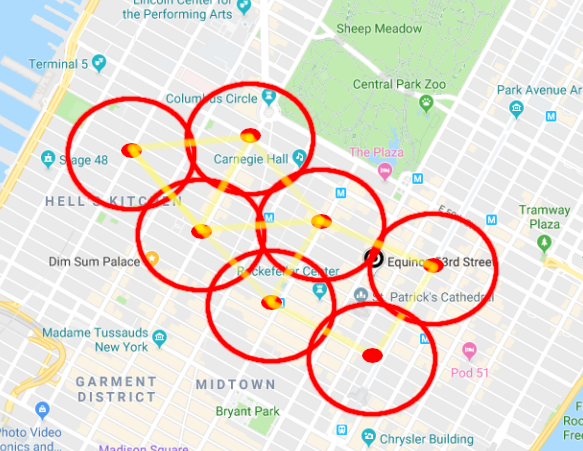 Lincoln Center for
the Performing Arts
Sheep Meadow
Terminal 5
Central Park Zoo
Park Avenue Ar
Columbus Circle
M
Stage 48
Carnegie Hall
The Plaza
M
M
HELL'S KITCHEN
M
M
Tramway
Plaza
Dim Sum Palace
Equinox 53rd Street
Rockefeller Center
St. Patrick's Cathedral
Madame Tussauds
New York
M
Pod 51
GARMENT
DISTRICT
MIDTOWN
Bryant Park
Photo Video
onics and...
Chrysler Building
Madison Square
F
Roo
Free